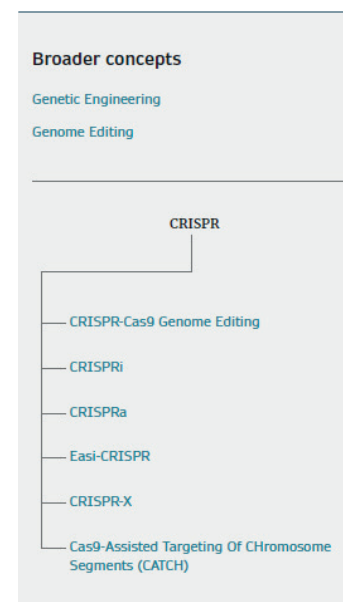 Broader concepts
Genetic Engineering
Genome Editing
CRISPR
CRISPR-Cas9 Genome Editing
CRISPRi
CRISPRa
Easi-CRISPR
CRISPR-X
Cas9-Assisted Targeting Of CHromosome
Segments (CATCH)